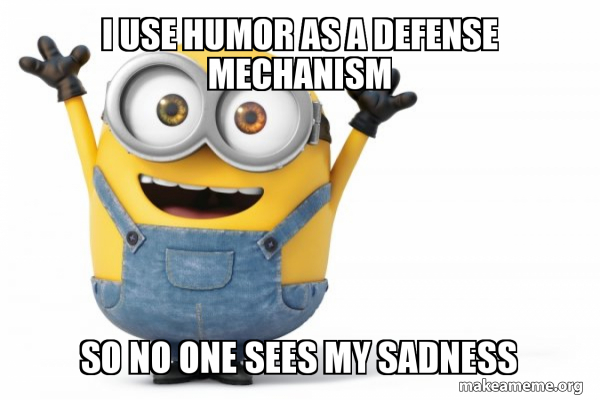 I USE HUMOR AS A DEFENSE
MECHANISM
SO NO ONE SEES MY SADNESS
makeameme.org